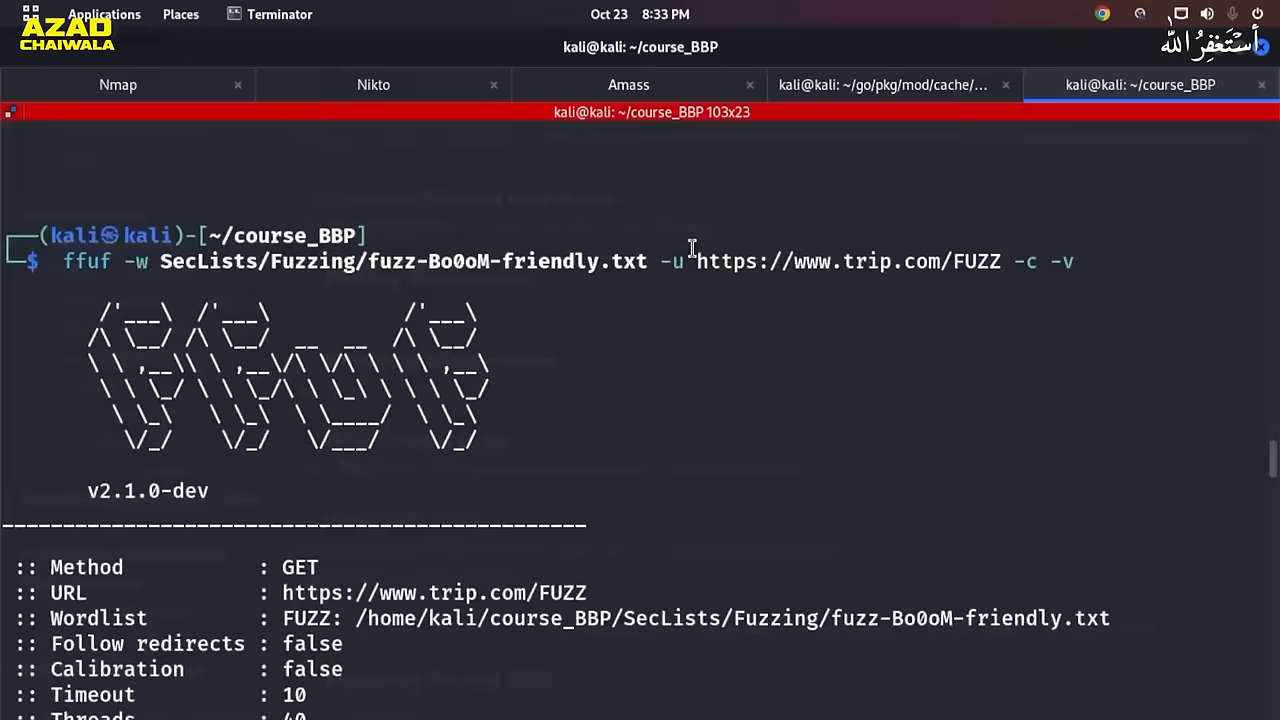 Applications Places Terminator Oct 23 8:33 PM
AZAD
CHAIWALA
أستغفر الله
kali@kali: ~/course_BBP
Nmap × Nikto × Amass × kali@kali: ~/go/pkg/mod/cache/... × kali@kali: ~/course_BBP ×
kali@kali: ~/course_BBP 103x23
┌──(kali㉿kali)-[~/course_BBP]
└─$ ffuf -w SecLists/Fuzzing/fuzz-Bo0oM-friendly.txt -u https://www.trip.com/FUZZ -c -v
v2.1.0-dev
________________________________________________
:: Method : GET
:: URL : https://www.trip.com/FUZZ
:: Wordlist : FUZZ: /home/kali/course_BBP/SecLists/Fuzzing/fuzz-Bo0oM-friendly.txt
:: Follow redirects : false
:: Calibration : false
:: Timeout : 10
:: Threads : 40